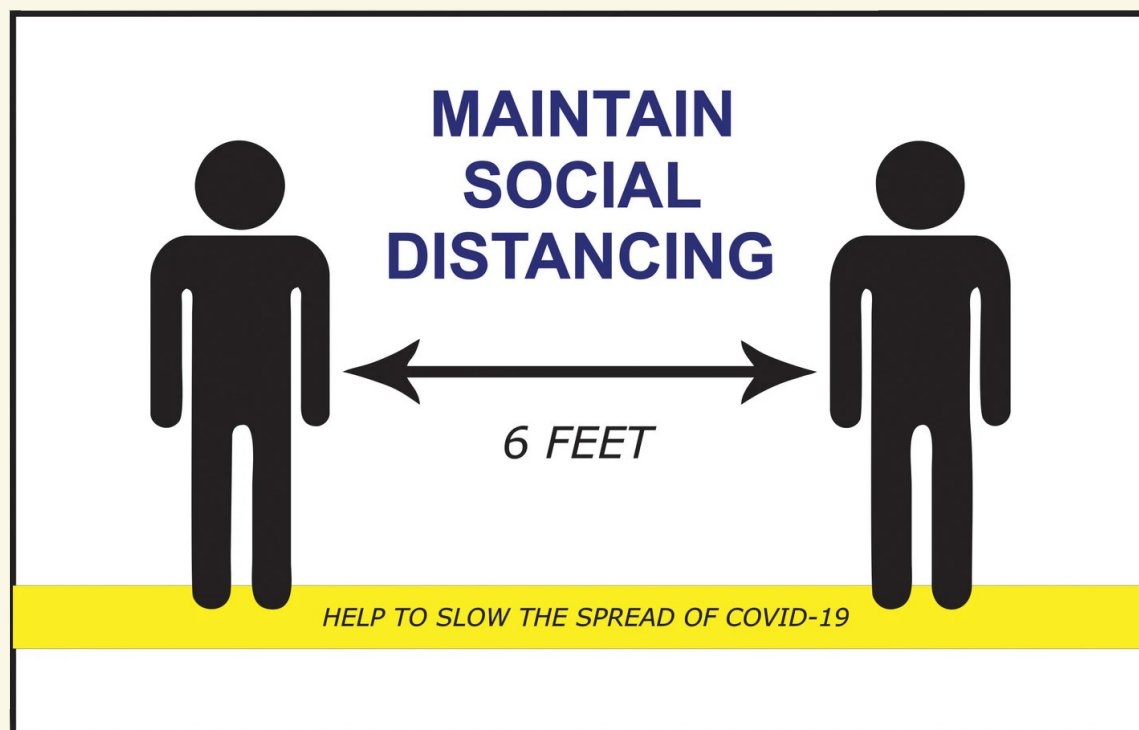 MAINTAIN
SOCIAL
DISTANCING
6 FEET
HELP TO SLOW THE SPREAD OF COVID-19